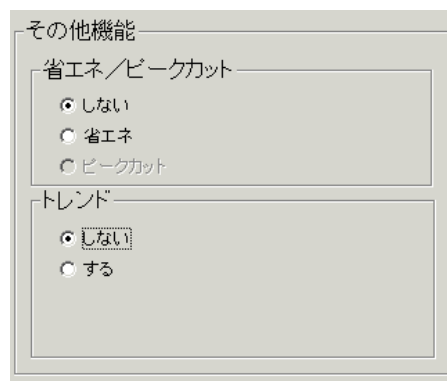 その他機能
省エネ／ピークカット
しない
省エネ
ピークカット
トレンド
しない
する